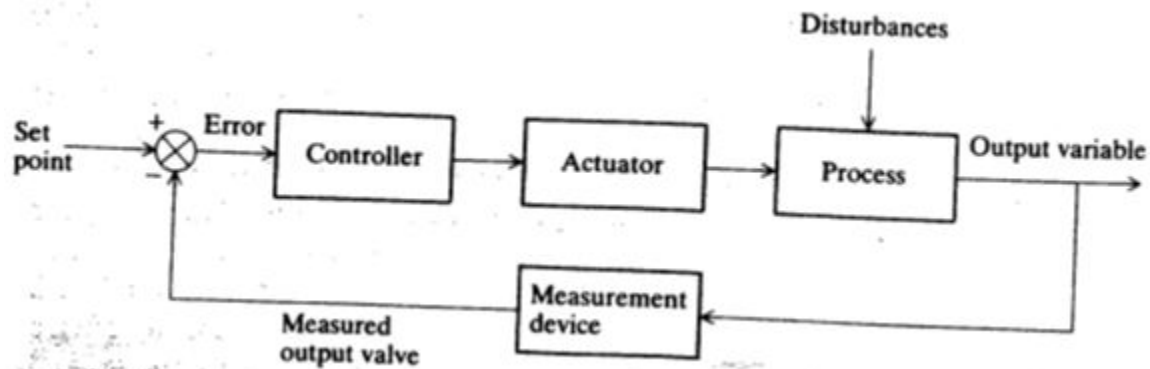 Disturbances
+
Set
point
Error
Controller
Actuator
Process
Output variable
−
Measurement
device
Measured
output valve